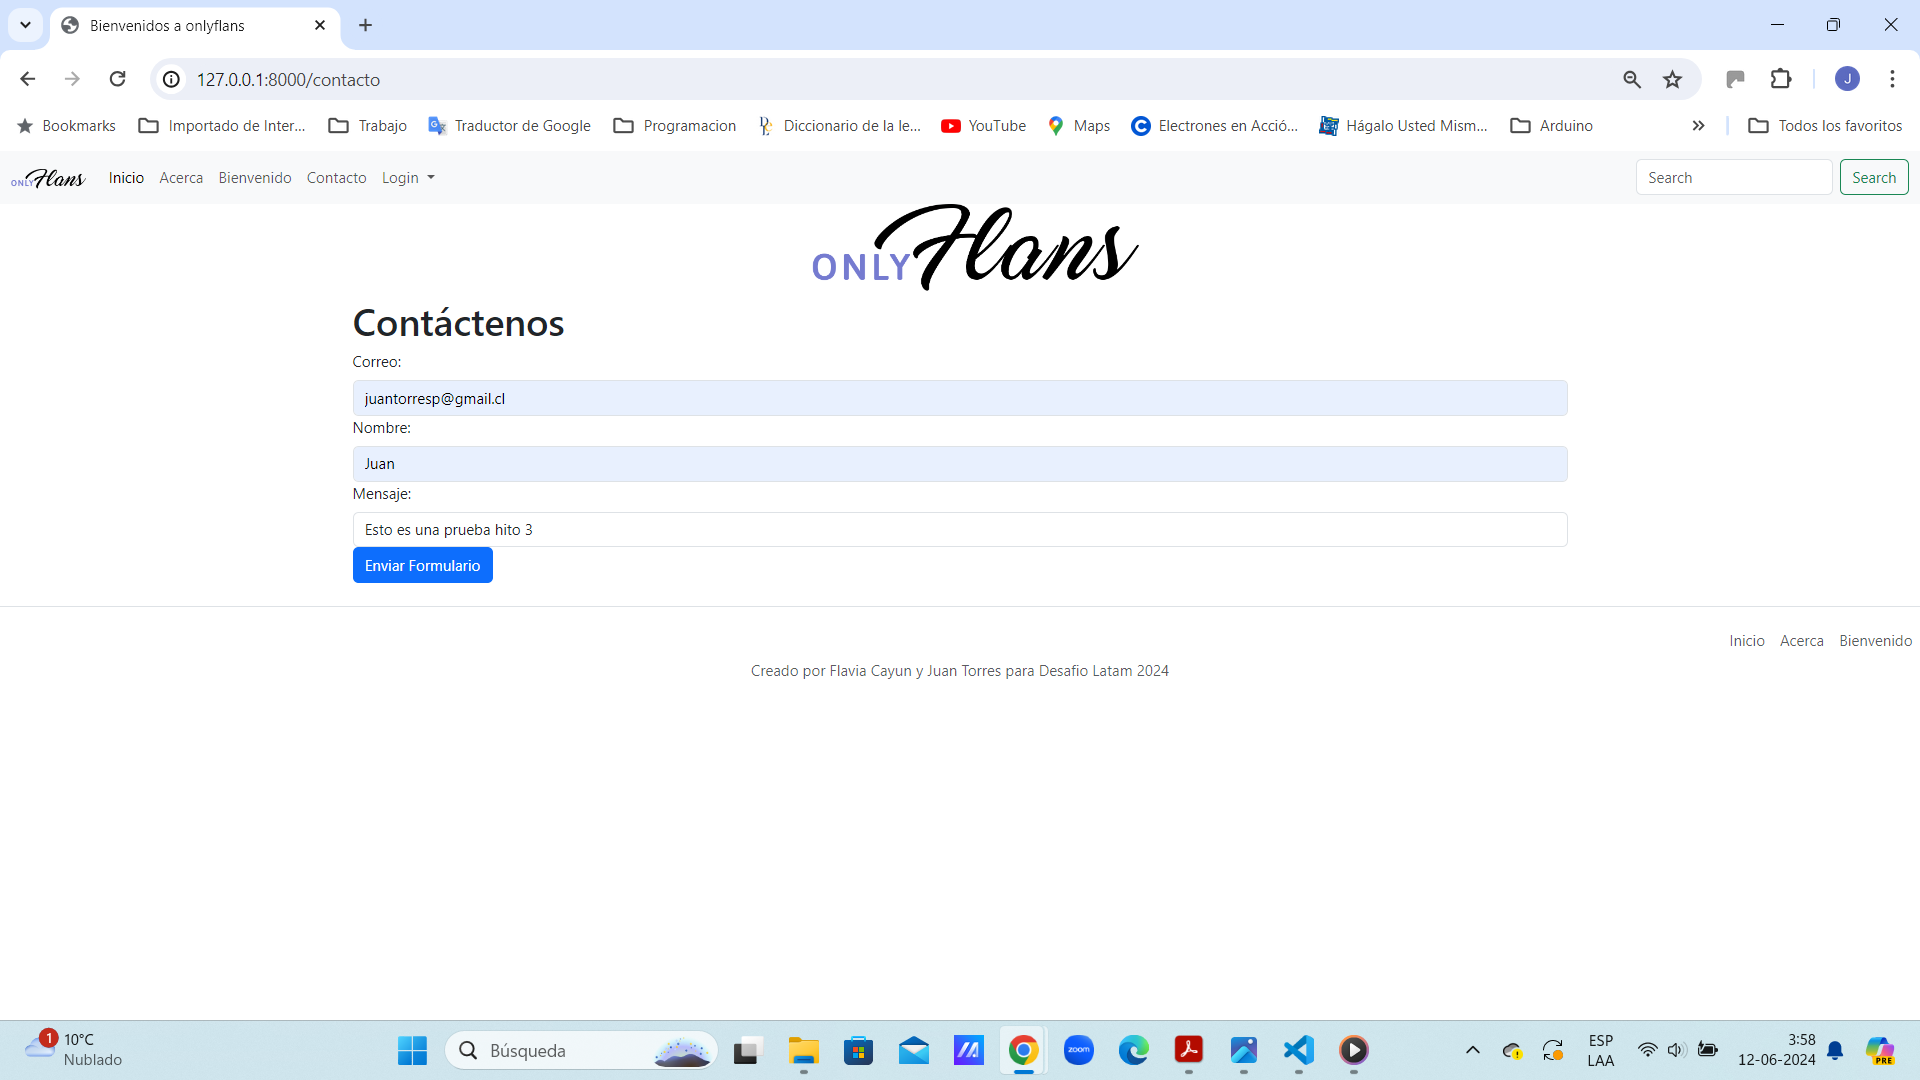 Bienvenidos a onlyflans
127.0.0.1:8000/contacto
J
Bookmarks Importado de Inter... Trabajo Traductor de Google Programacion Diccionario de la le... YouTube Maps Electrones en Acció... Hágalo Usted Mism... Arduino Todos los favoritos
ONLY Flans Inicio Acerca Bienvenido Contacto Login Search Search
ONLY Flans
Contáctenos
Correo:
juantorresp@gmail.cl
Nombre:
Juan
Mensaje:
Esto es una prueba hito 3
Enviar Formulario
Inicio Acerca Bienvenido
Creado por Flavia Cayun y Juan Torres para Desafio Latam 2024
1 10°C
Nublado
Búsqueda
zoom
ESP
LAA
3:58
12-06-2024
PRE